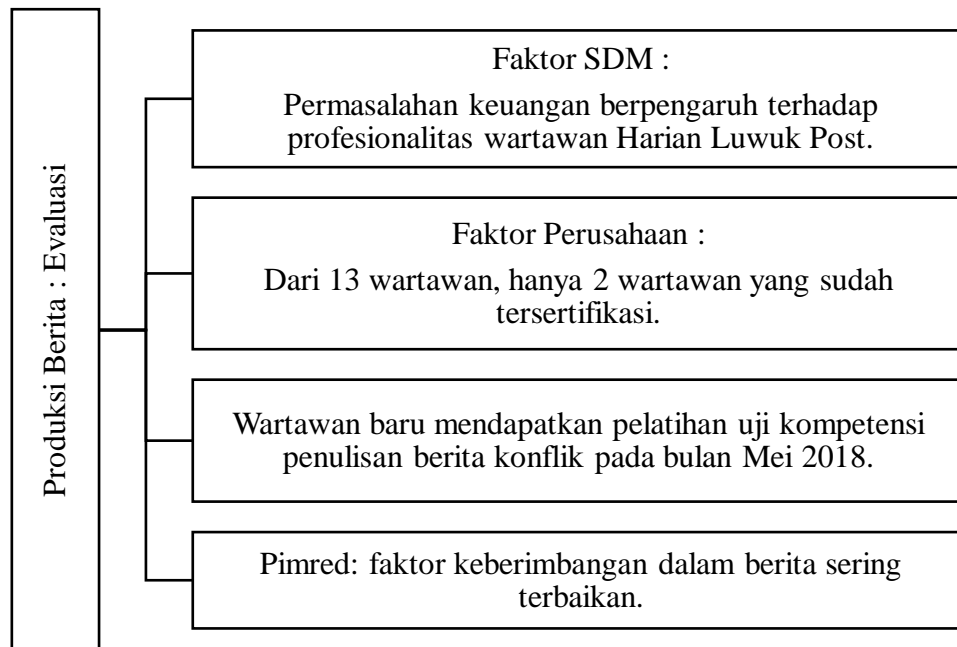 Produksi Berita : Evaluasi
Faktor SDM :
Permasalahan keuangan berpengaruh terhadap
profesionalitas wartawan Harian Luwuk Post.
Faktor Perusahaan :
Dari 13 wartawan, hanya 2 wartawan yang sudah
tersertifikasi.
Wartawan baru mendapatkan pelatihan uji kompetensi
penulisan berita konflik pada bulan Mei 2018.
Pimred: faktor keberimbangan dalam berita sering
terbaikan.